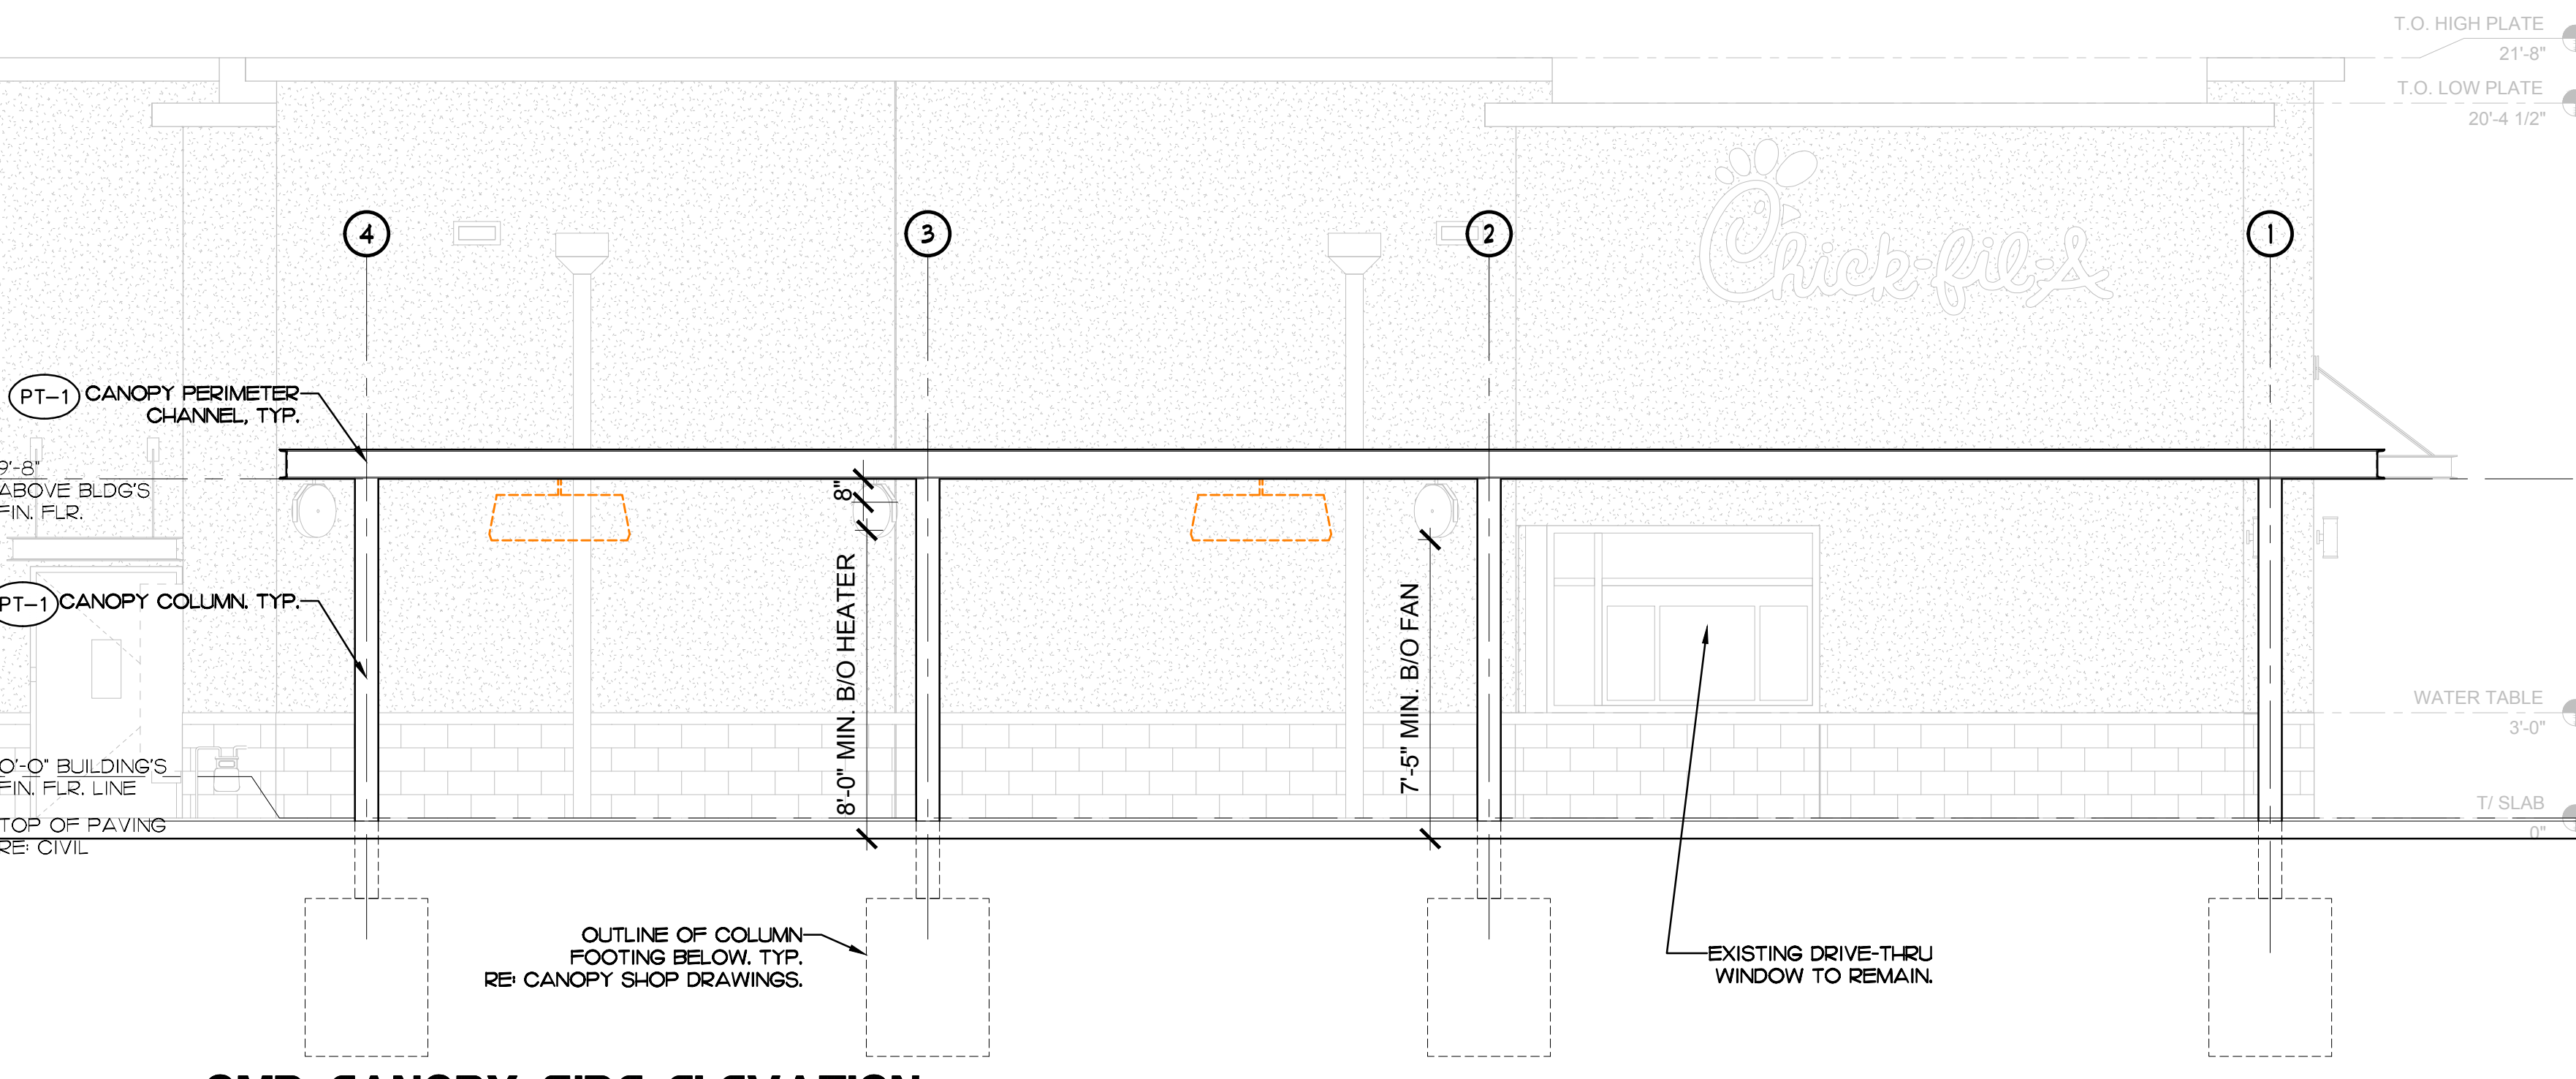 T.O. HIGH PLATE
21'-8"
T.O. LOW PLATE
20'-4 1/2"
Chick-fil-A
4
3
2
1
PT-1 CANOPY PERIMETER
CHANNEL, TYP.
9'-8"
ABOVE BLDG'S
FIN. FLR.
8"
8'-0" MIN. B/O HEATER
7'-5" MIN. B/O FAN
PT-1 CANOPY COLUMN. TYP.
WATER TABLE
3'-0"
0'-0" BUILDING'S
FIN. FLR. LINE
TOP OF PAVING
RE: CIVIL
T/ SLAB
0"
OUTLINE OF COLUMN
FOOTING BELOW. TYP.
RE: CANOPY SHOP DRAWINGS.
EXISTING DRIVE-THRU
WINDOW TO REMAIN.
CANOPY SIDE ELEVATION